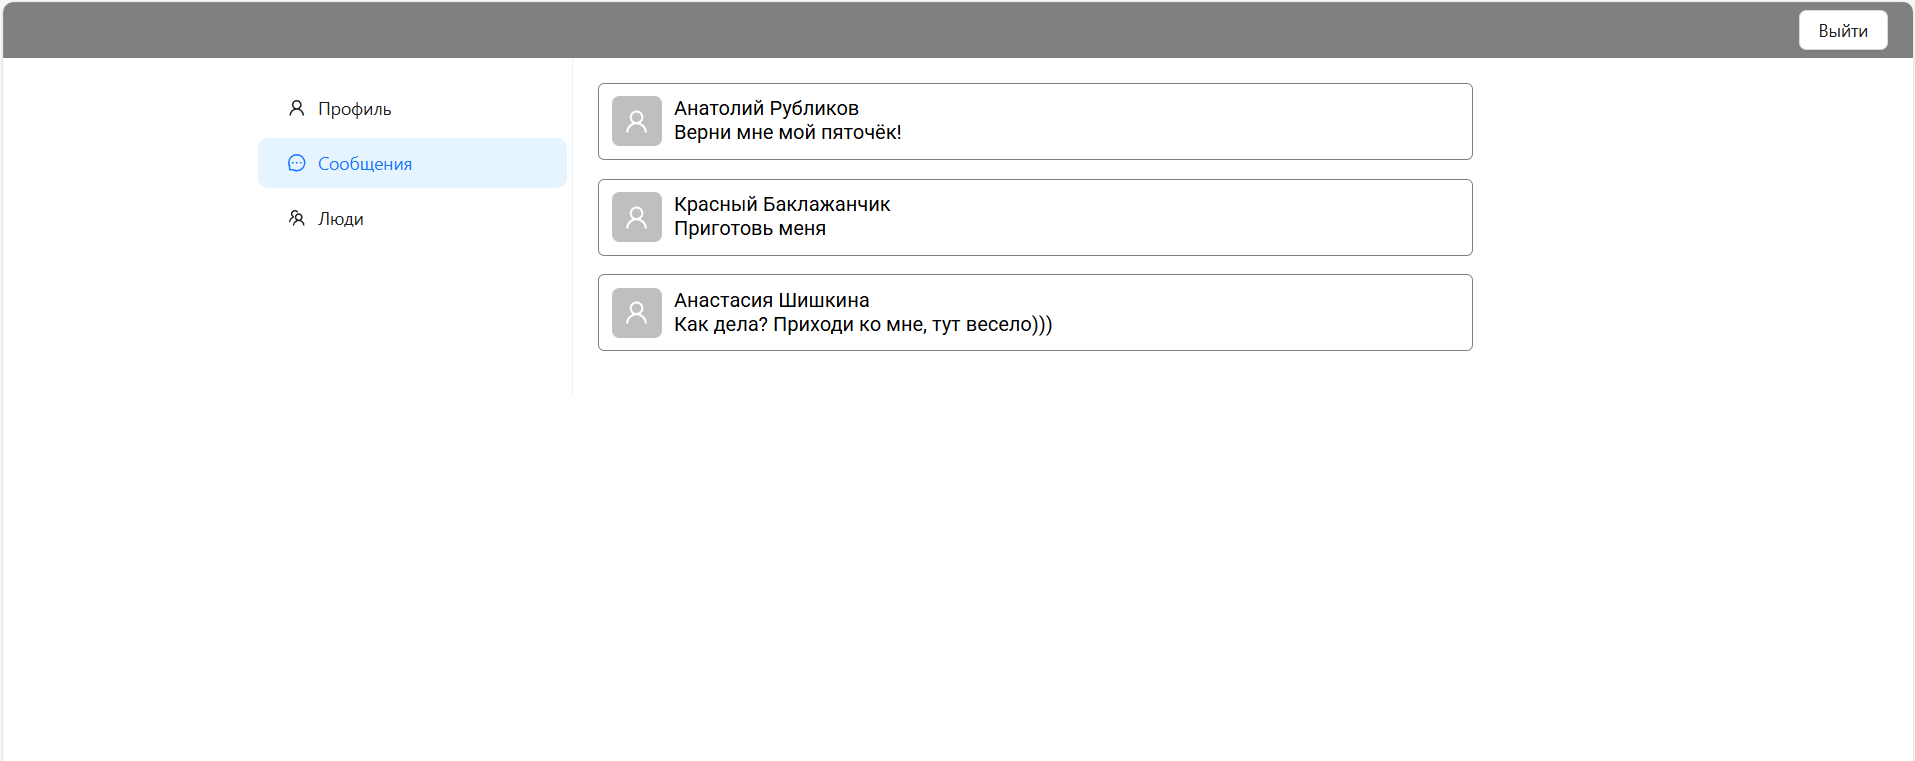 Выйти
Профиль
Сообщения
Люди
Анатолий Рубликов
Верни мне мой пяточёк!
Красный Баклажанчик
Приготовь меня
Анастасия Шишкина
Как дела? Приходи ко мне, тут весело)))